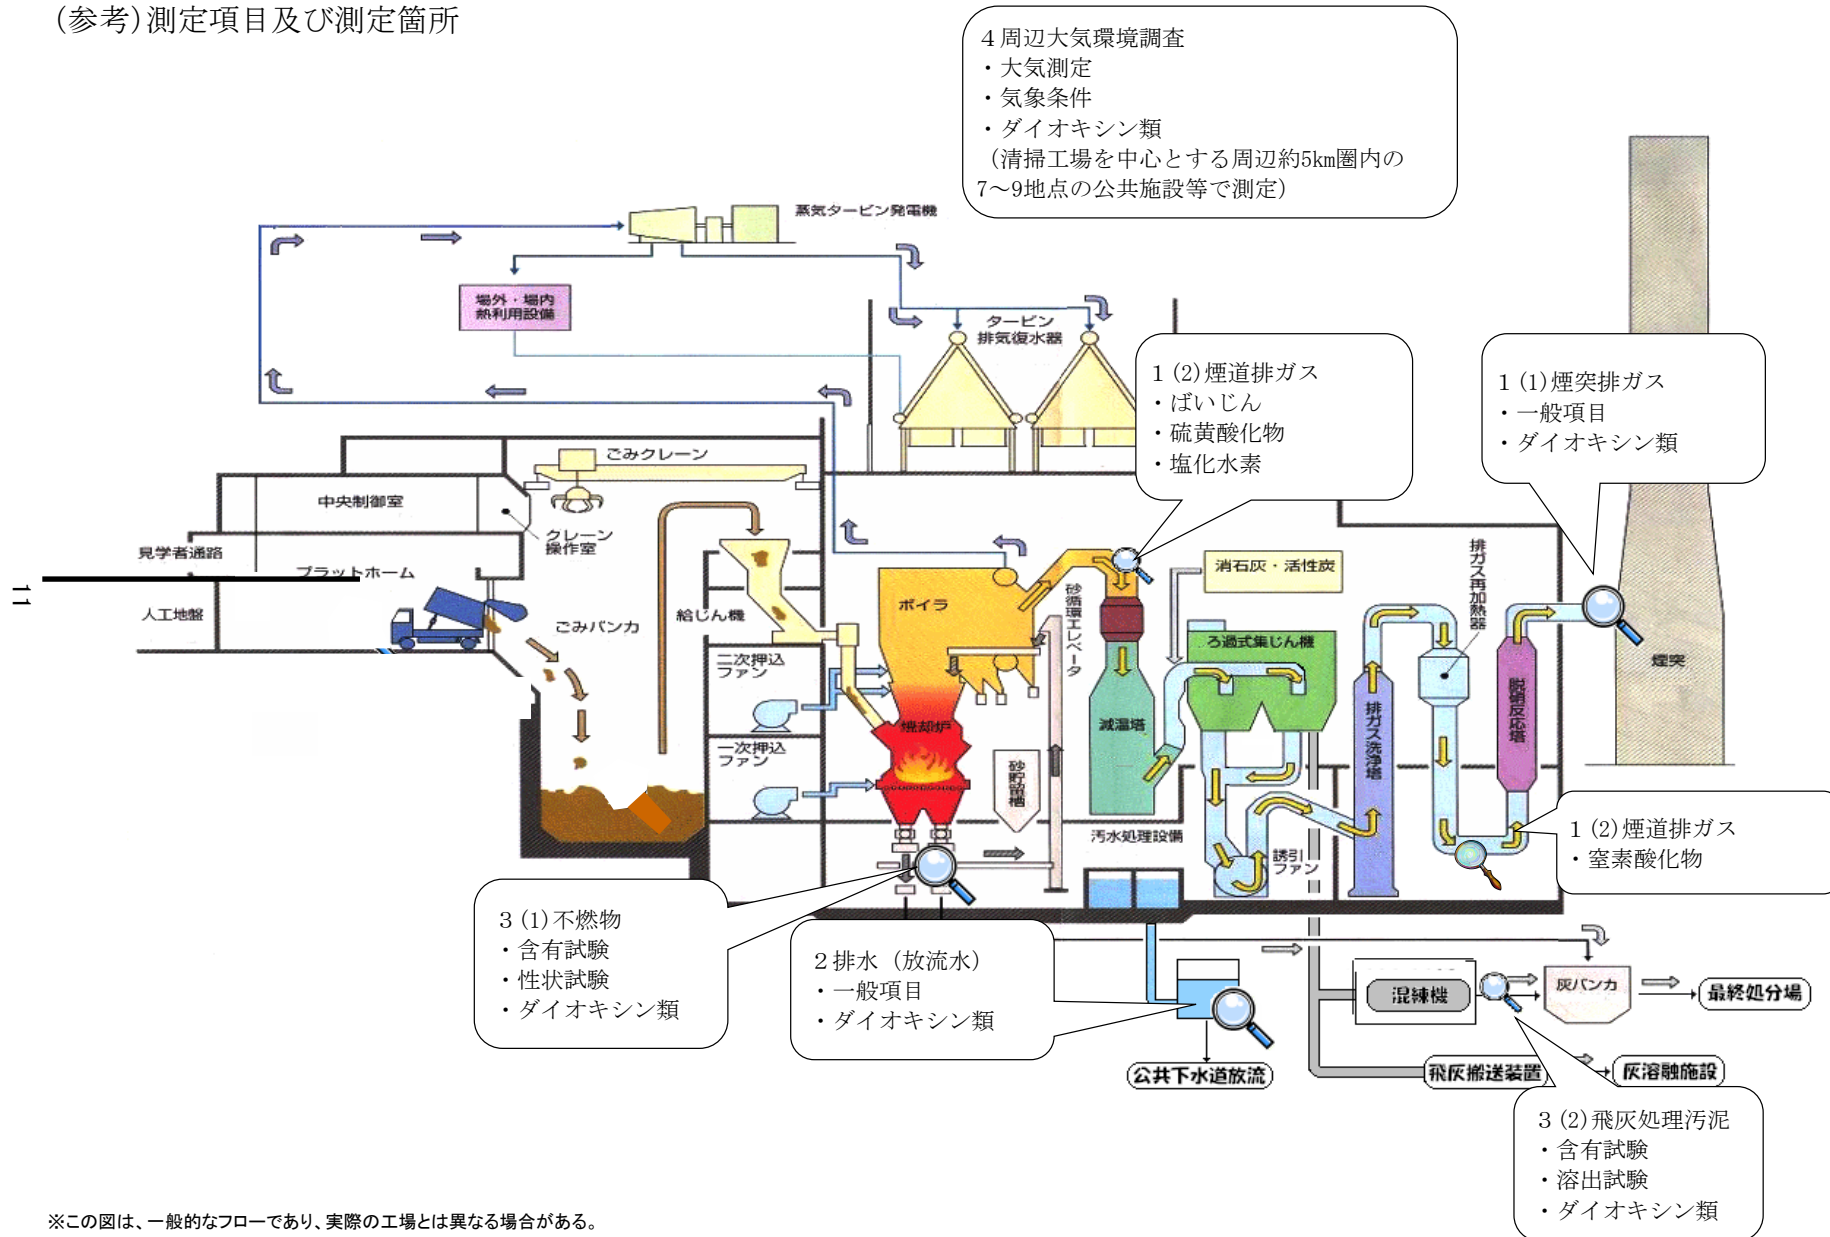 (参考)測定項目及び測定箇所
4周辺大気環境調査
・大気測定
・気象条件
・ダイオキシン類
(清掃工場を中心とする周辺約5km圏内の
7～9地点の公共施設等で測定)
蒸気タービン発電機
場外・場内
熱利用設備
タービン
排気復水器
1(2)煙道排ガス
・ばいじん
・硫黄酸化物
・塩化水素
1(1)煙突排ガス
・一般項目
・ダイオキシン類
ごみクレーン
中央制御室
クレーン
操作室
見学者通路
プラットホーム
人工地盤
ごみバンカ
給じん機
二次押込
ファン
一次押込
ファン
ボイラ
焼却炉
砂循環エレベータ
砂貯留槽
減温塔
消石灰・活性炭
ろ過式集じん機
排ガス洗浄塔
排ガス再加熱器
脱硝反応塔
煙突
汚水処理設備
誘引
ファン
1(2)煙道排ガス
・窒素酸化物
3(1)不燃物
・含有試験
・性状試験
・ダイオキシン類
2排水(放流水)
・一般項目
・ダイオキシン類
混練機
灰バンカ
最終処分場
公共下水道放流
飛灰搬送装置
灰溶融施設
3(2)飛灰処理汚泥
・含有試験
・溶出試験
・ダイオキシン類
11
※この図は、一般的なフローであり、実際の工場とは異なる場合がある。